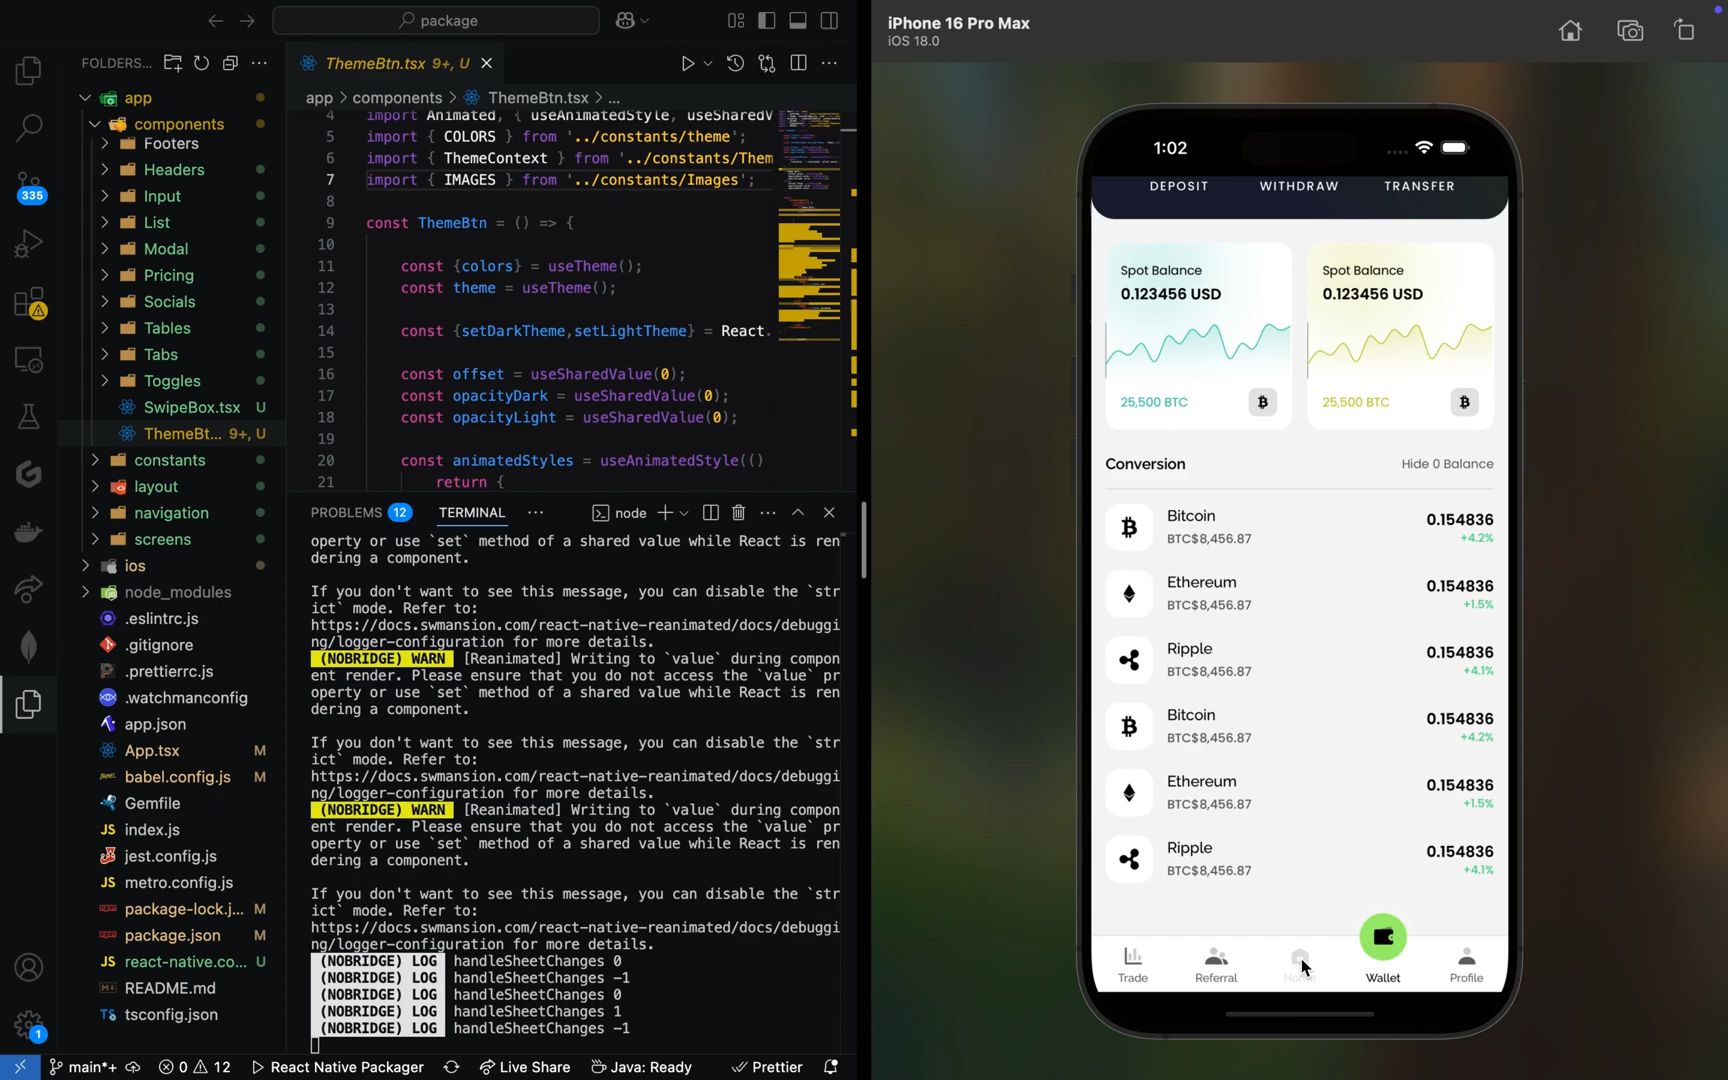 package
iPhone 16 Pro Max
iOS 18.0
FOLDERS...
ThemeBtn.tsx 9+, U
app
app > components > ThemeBtn.tsx > ...
components
Footers
Headers
Input
List
Modal
Pricing
Socials
Tables
Tabs
Toggles
SwipeBox.tsx U
ThemeBt... 9+, U
constants
layout
navigation
screens
ios
node_modules
.eslintrc.js
.gitignore
.prettierrc.js
.watchmanconfig
app.json
App.tsx M
babel.config.js M
Gemfile
JS index.js
jest.config.js
JS metro.config.js
package-lock.j... M
package.json M
JS react-native.co... U
README.md
tsconfig.json
335
1
4 import Animated, { useAnimatedStyle, useSharedV
5 import { COLORS } from '../constants/theme';
6 import { ThemeContext } from '../constants/Them
7 import { IMAGES } from '../constants/Images';
8
9 const ThemeBtn = () => {
10
11 const {colors} = useTheme();
12 const theme = useTheme();
13
14 const {setDarkTheme,setLightTheme} = React.
15
16 const offset = useSharedValue(0);
17 const opacityDark = useSharedValue(0);
18 const opacityLight = useSharedValue(0);
19
20 const animatedStyles = useAnimatedStyle(()
21 return {
PROBLEMS 12 TERMINAL ... node
operty or use `set` method of a shared value while React is ren
dering a component.
If you don't want to see this message, you can disable the `str
ict` mode. Refer to:
https://docs.swmansion.com/react-native-reanimated/docs/debuggi
ng/logger-configuration for more details.
(NOBRIDGE) WARN [Reanimated] Writing to `value` during compon
ent render. Please ensure that you do not access the `value` pr
operty or use `set` method of a shared value while React is ren
dering a component.
If you don't want to see this message, you can disable the `str
ict` mode. Refer to:
https://docs.swmansion.com/react-native-reanimated/docs/debuggi
ng/logger-configuration for more details.
(NOBRIDGE) WARN [Reanimated] Writing to `value` during compon
ent render. Please ensure that you do not access the `value` pr
operty or use `set` method of a shared value while React is ren
dering a component.
If you don't want to see this message, you can disable the `str
ict` mode. Refer to:
https://docs.swmansion.com/react-native-reanimated/docs/debuggi
ng/logger-configuration for more details.
(NOBRIDGE) LOG handleSheetChanges 0
(NOBRIDGE) LOG handleSheetChanges -1
(NOBRIDGE) LOG handleSheetChanges 0
(NOBRIDGE) LOG handleSheetChanges 1
(NOBRIDGE) LOG handleSheetChanges -1
main*+ 0 12 React Native Packager Live Share Java: Ready Prettier
1:02
DEPOSIT WITHDRAW TRANSFER
Spot Balance
0.123456 USD
25,500 BTC
Spot Balance
0.123456 USD
25,500 BTC
Conversion Hide 0 Balance
Bitcoin 0.154836
BTC$8,456.87 +4.2%
Ethereum 0.154836
BTC$8,456.87 +1.5%
Ripple 0.154836
BTC$8,456.87 +4.1%
Bitcoin 0.154836
BTC$8,456.87 +4.2%
Ethereum 0.154836
BTC$8,456.87 +1.5%
Ripple 0.154836
BTC$8,456.87 +4.1%
Trade Referral Home Wallet Profile